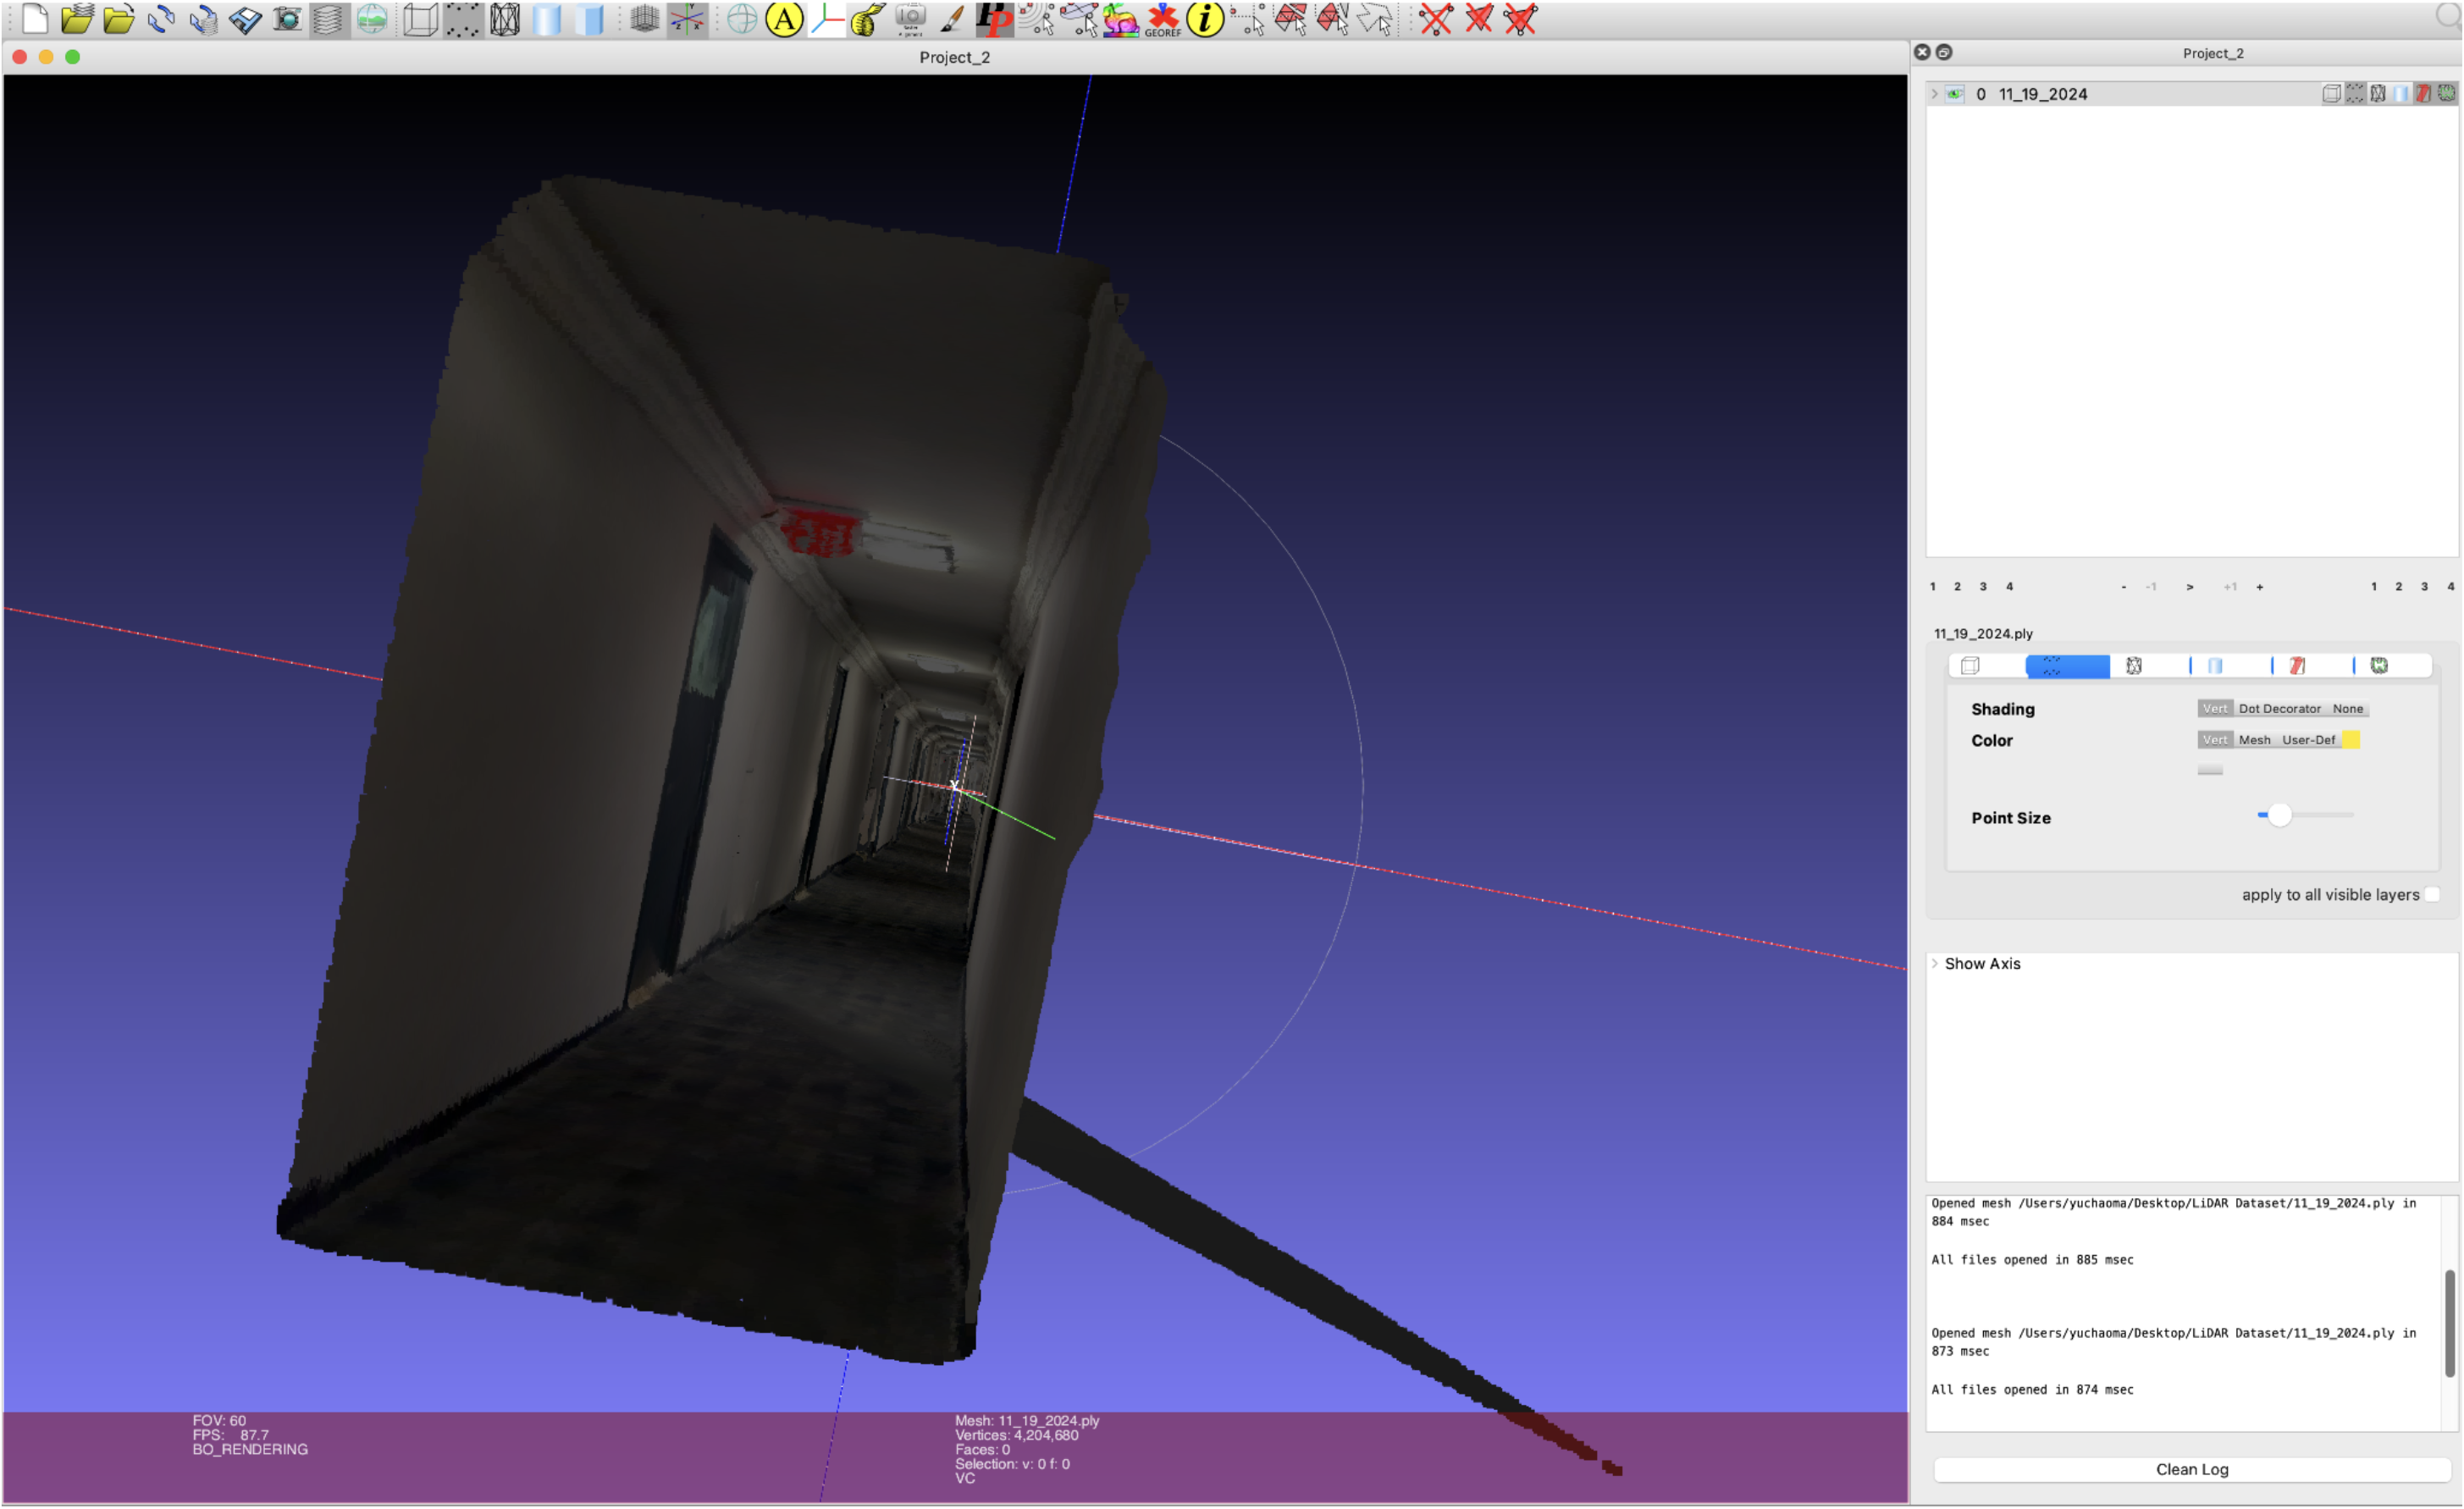 A
PP
GEOREF
i
Project_2
Project_2
0 11_19_2024
1 2 3 4 - -1 > +1 + 1 2 3 4
11_19_2024.ply
Shading Vert Dot Decorator None
Color Vert Mesh User-Def
Point Size
apply to all visible layers
Show Axis
Y
Opened mesh /Users/yuchaoma/Desktop/LiDAR Dataset/11_19_2024.ply in
884 msec
All files opened in 885 msec
Opened mesh /Users/yuchaoma/Desktop/LiDAR Dataset/11_19_2024.ply in
873 msec
All files opened in 874 msec
Clean Log
FOV: 60
FPS: 87.7
BO_RENDERING
Mesh: 11_19_2024.ply
Vertices: 4,204,680
Faces: 0
Selection: v: 0 f: 0
VC